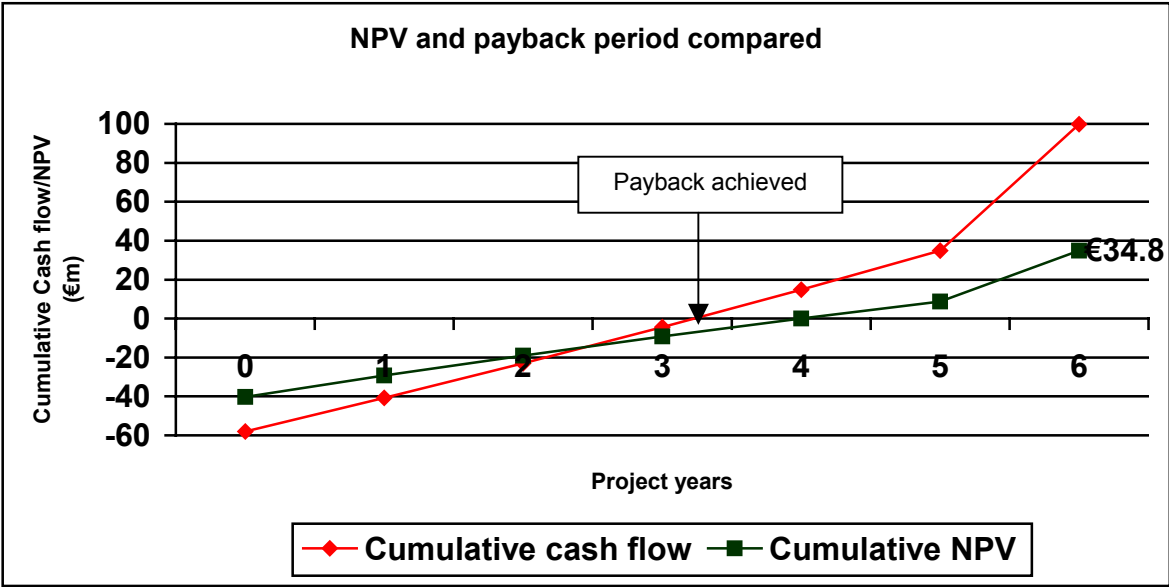 NPV and payback period compared
Cumulative Cash flow/NPV
(€m)
100
80
60
40
20
0
-20
-40
-60
Payback achieved
€34.8
0 1 2 3 4 5 6
Project years
Cumulative cash flow Cumulative NPV